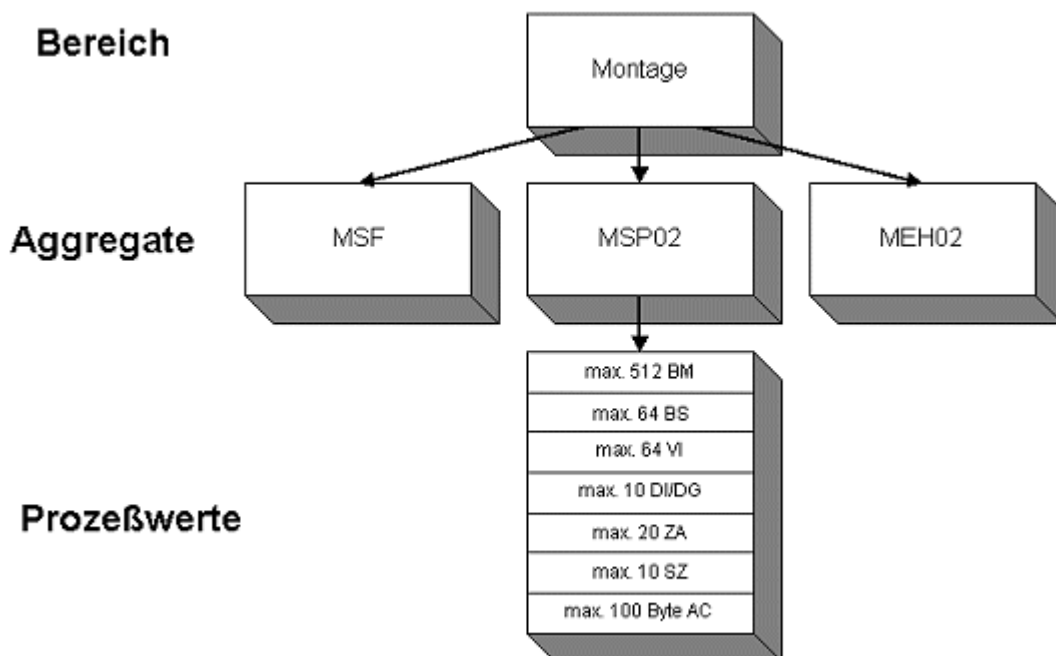 Bereich
Montage
Aggregate
MSF
MSP02
MEH02
Prozeßwerte
max. 512 BM
max. 64 BS
max. 64 VI
max. 10 DI/DG
max. 20 ZA
max. 10 SZ
max. 100 Byte AC